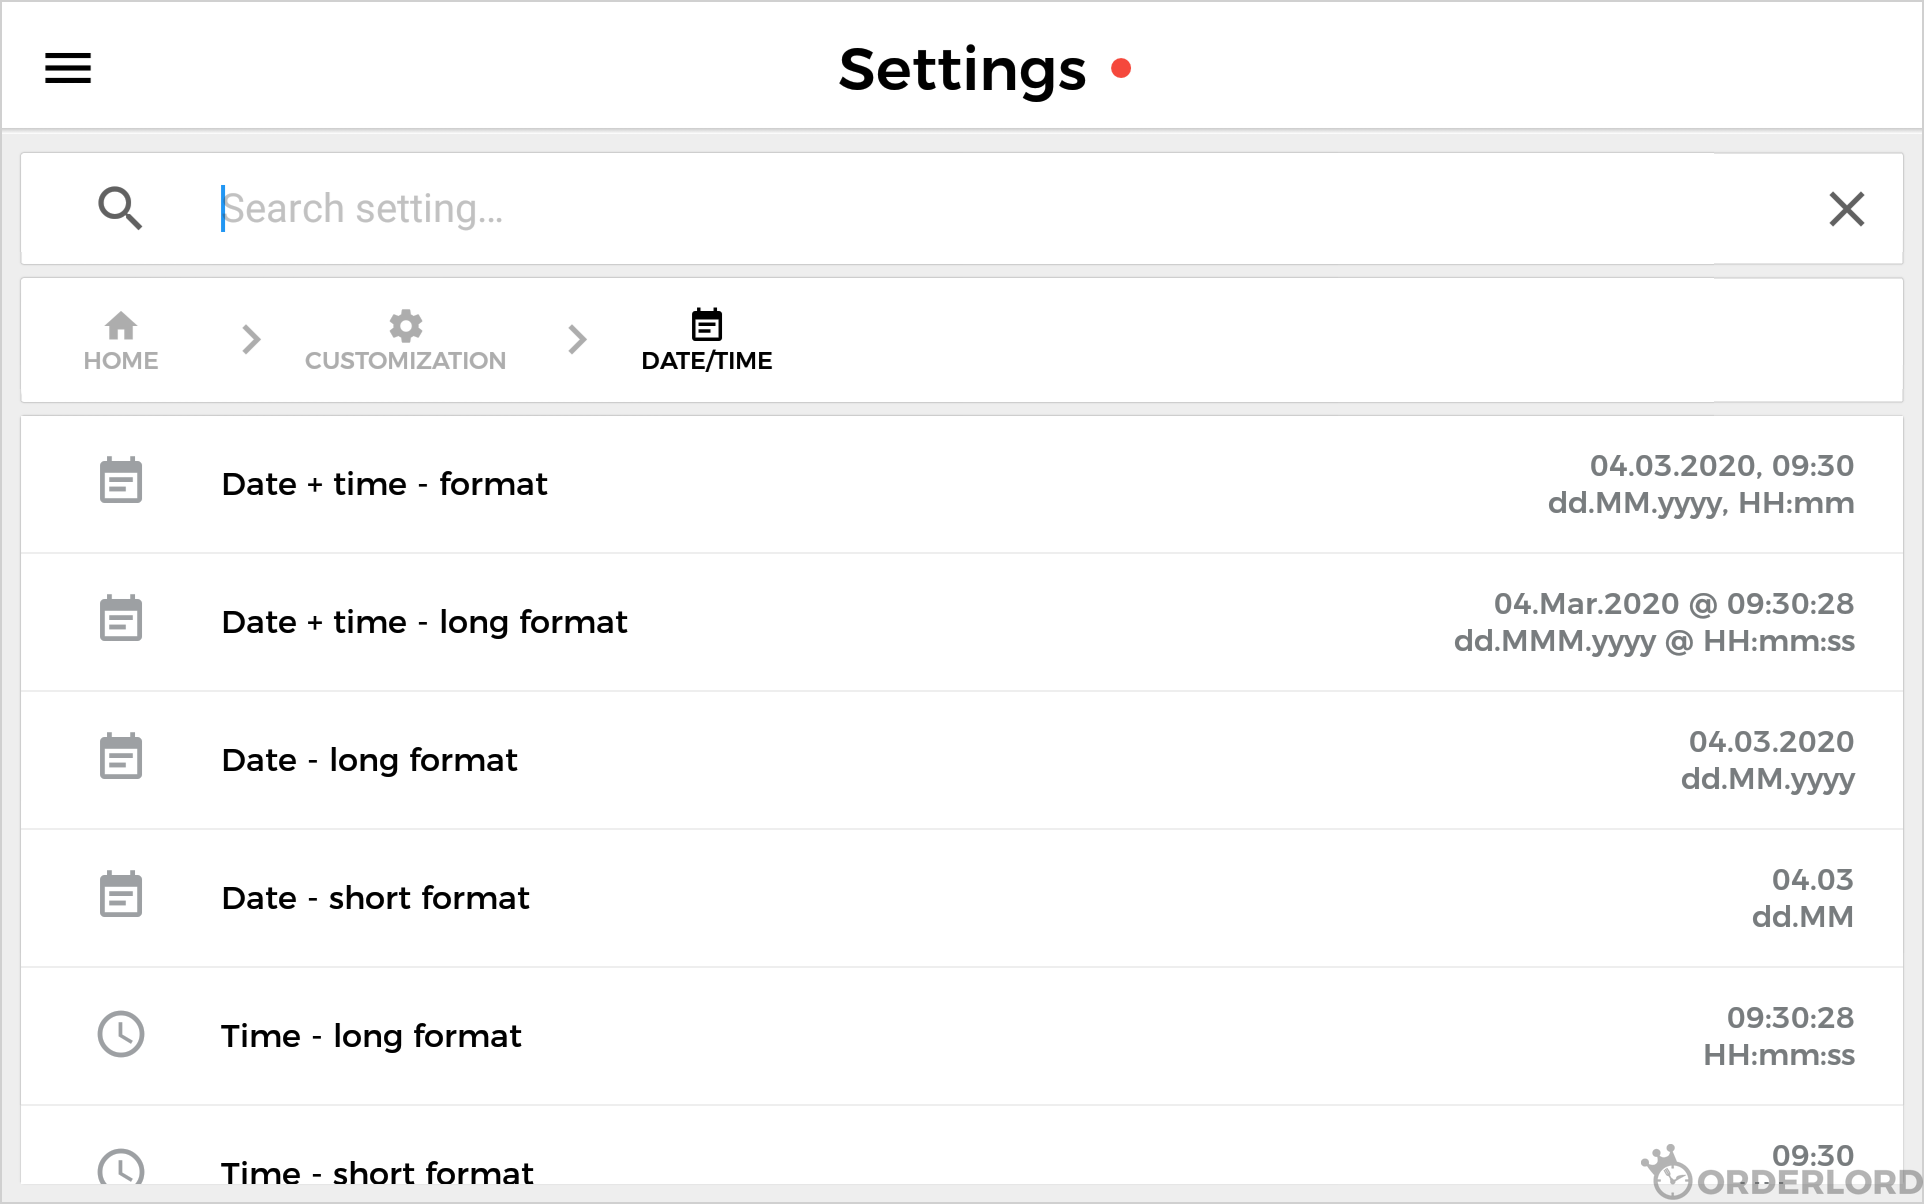 Settings
Search setting...
HOME
CUSTOMIZATION
DATE/TIME
Date + time - format
04.03.2020, 09:30
dd.MM.yyyy, HH:mm
Date + time - long format
04.Mar.2020 @ 09:30:28
dd.MMM.yyyy @ HH:mm:ss
Date - long format
04.03.2020
dd.MM.yyyy
Date - short format
04.03
dd.MM
Time - long format
09:30:28
HH:mm:ss
Time - short format
09:30
ORDERLORD